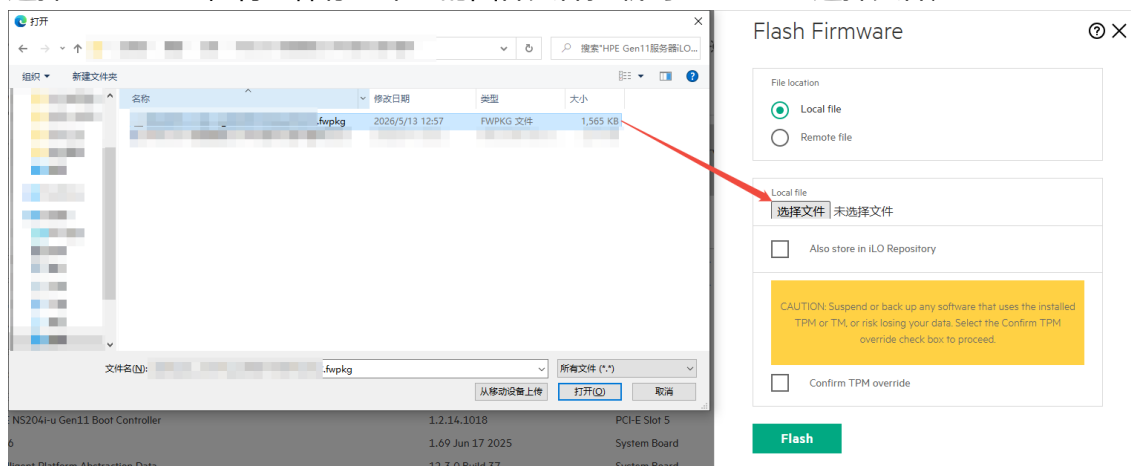 打开
搜索"HPE Gen11服务器iLO...
组织 新建文件夹
名称 修改日期 类型 大小
.fwpkg 2026/5/13 12:57 FWPKG 文件 1,565 KB
文件名(N): .fwpkg 所有文件 (*.*)
从移动设备上传 打开(O) 取消
NS204i-u Gen11 Boot Controller 1.2.14.1018 PCI-E Slot 5
1.69 Jun 17 2025 System Board
Flash Firmware
File location
Local file
Remote file
Local file
选择文件 未选择文件
Also store in iLO Repository
CAUTION: Suspend or back up any software that uses the installed
TPM or TM, or risk losing your data. Select the Confirm TPM
override check box to proceed.
Confirm TPM override
Flash